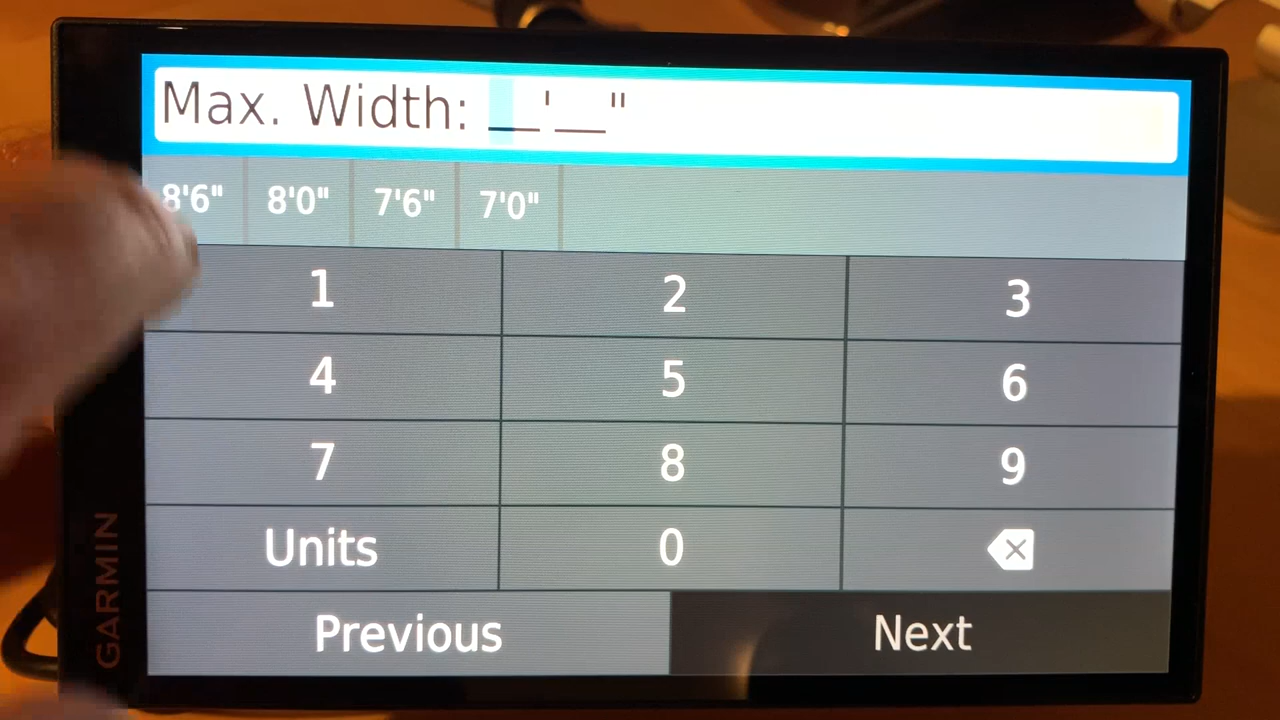 Max. Width: __'__"
8'6" 8'0" 7'6" 7'0"
1 2 3
4 5 6
7 8 9
Units 0
Previous Next
GARMIN